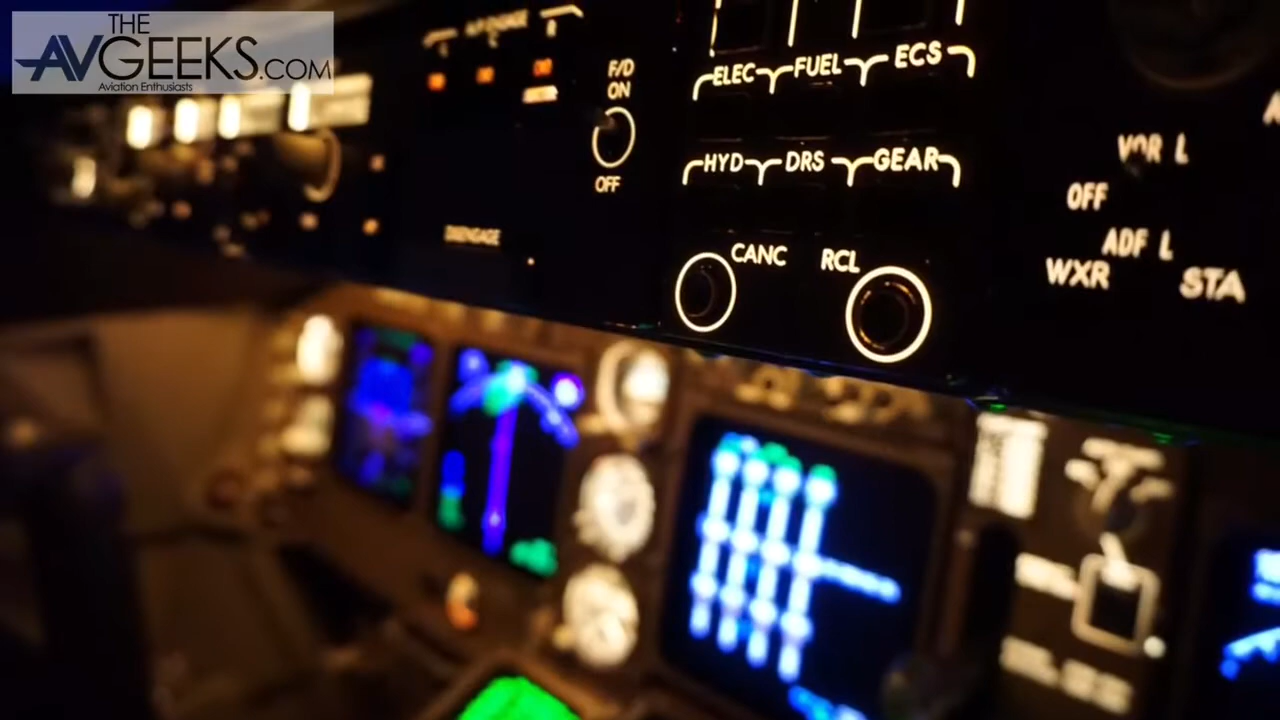 THE
AVGEEKS.COM
Aviation Enthusiasts
A/P ENGAGE
L C R
F/D
ON
OFF
DISENGAGE
ELEC FUEL ECS
HYD DRS GEAR
CANC RCL
VOR L
OFF
ADF L
WXR STA